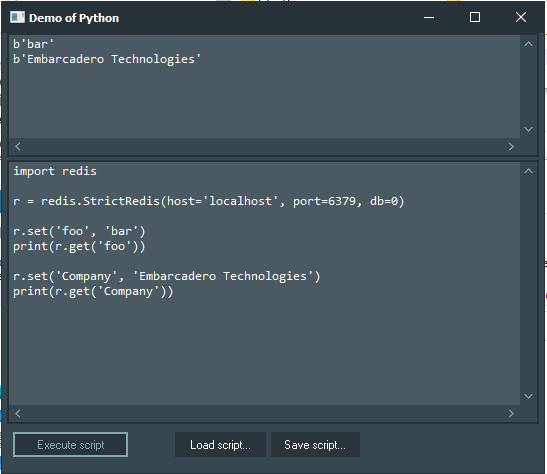 Demo of Python
b'bar'
b'Embarcadero Technologies'
import redis
r = redis.StrictRedis(host='localhost', port=6379, db=0)
r.set('foo', 'bar')
print(r.get('foo'))
r.set('Company', 'Embarcadero Technologies')
print(r.get('Company'))
Execute script
Load script...
Save script...